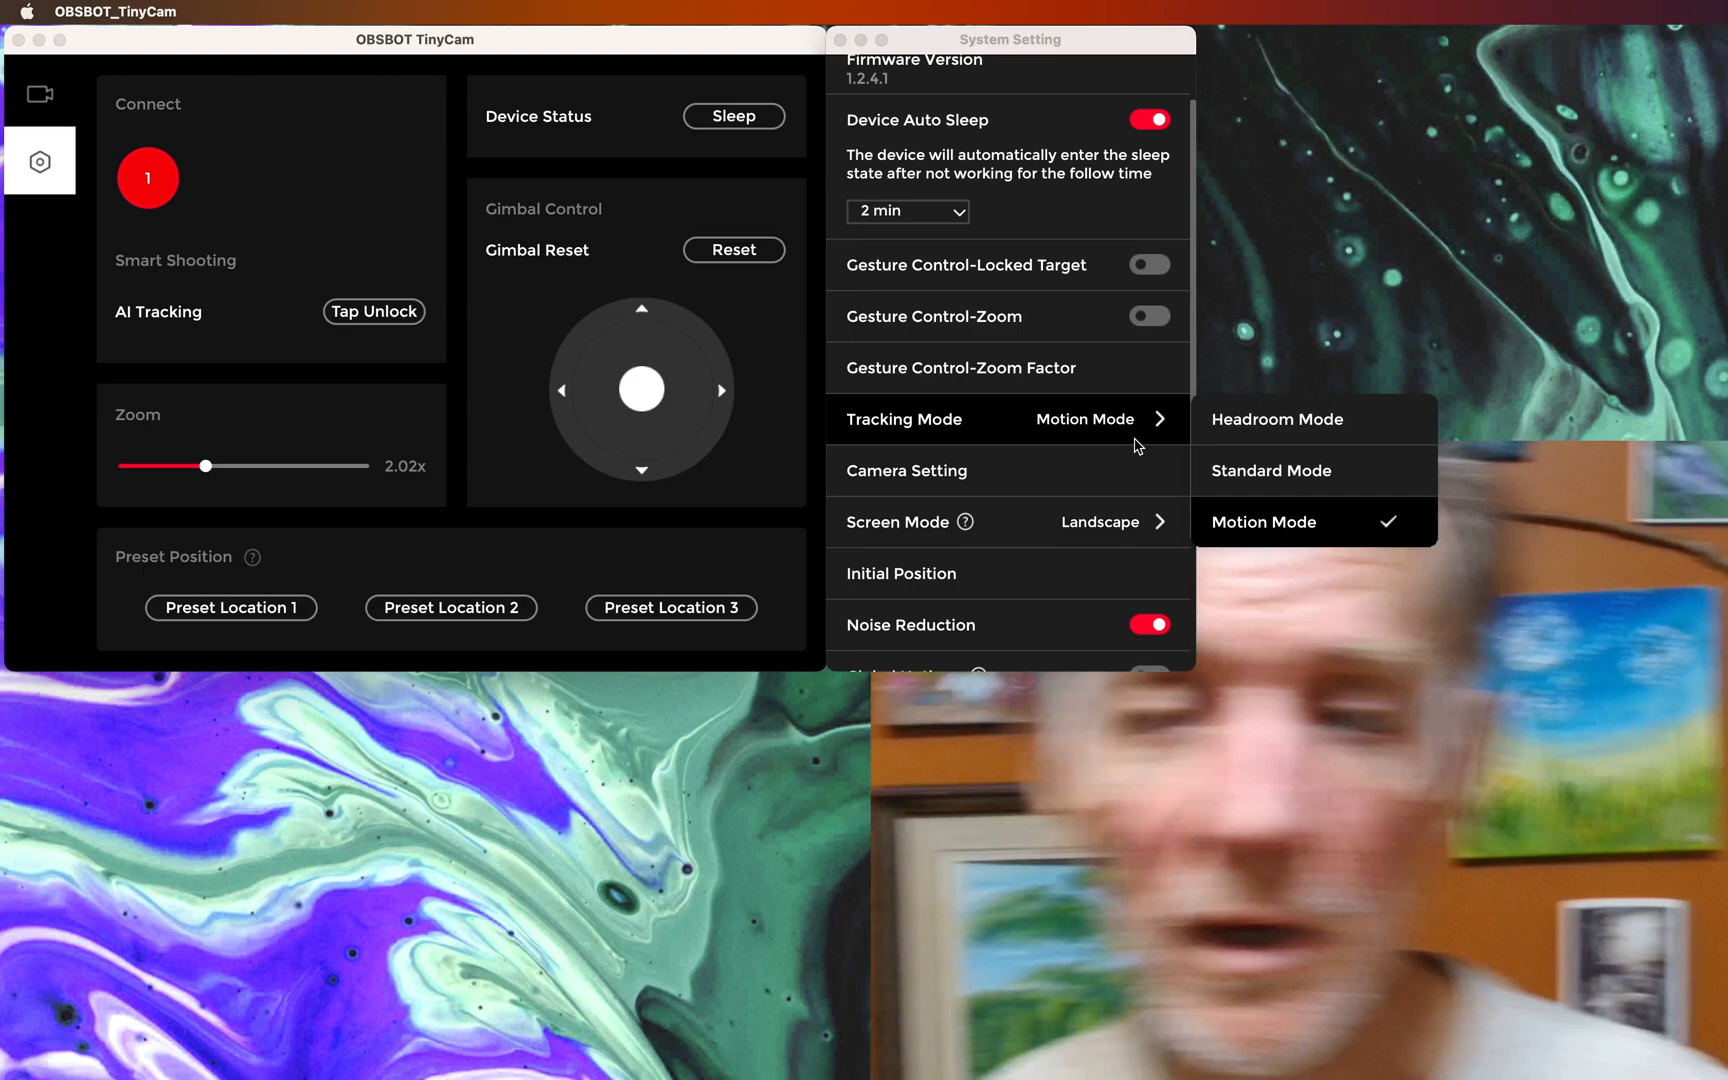 OBSBOT_TinyCam
OBSBOT TinyCam
Connect
1
Smart Shooting
AI Tracking
Tap Unlock
Zoom
2.02x
Device Status
Sleep
Gimbal Control
Gimbal Reset
Reset
Preset Position ?
Preset Location 1
Preset Location 2
Preset Location 3
System Setting
Firmware Version
1.2.4.1
Device Auto Sleep
The device will automatically enter the sleep
state after not working for the follow time
2 min
Gesture Control-Locked Target
Gesture Control-Zoom
Gesture Control-Zoom Factor
Tracking Mode Motion Mode
Camera Setting
Screen Mode ? Landscape
Initial Position
Noise Reduction
Headroom Mode
Standard Mode
Motion Mode